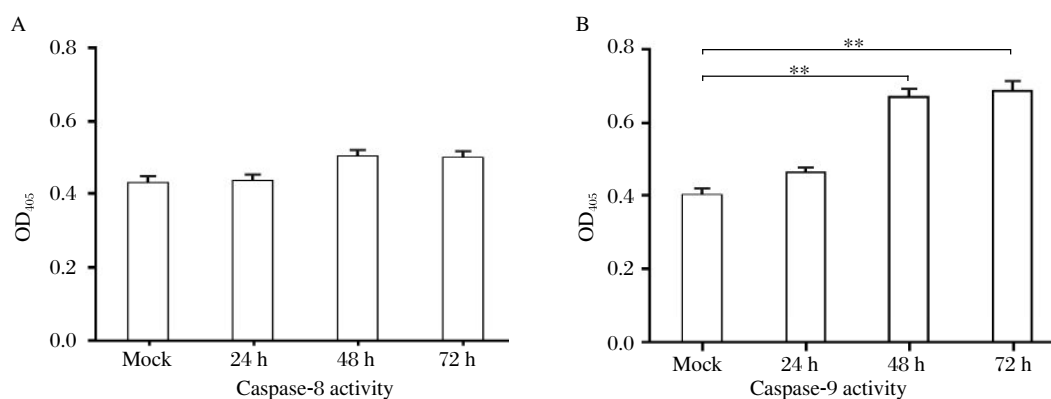 A
0.8
0.6
0.4
0.2
0.0
OD₄₀₅
Mock 24 h 48 h 72 h
Caspase-8 activity
B
0.8
0.6
0.4
0.2
0.0
OD₄₀₅
**
**
Mock 24 h 48 h 72 h
Caspase-9 activity